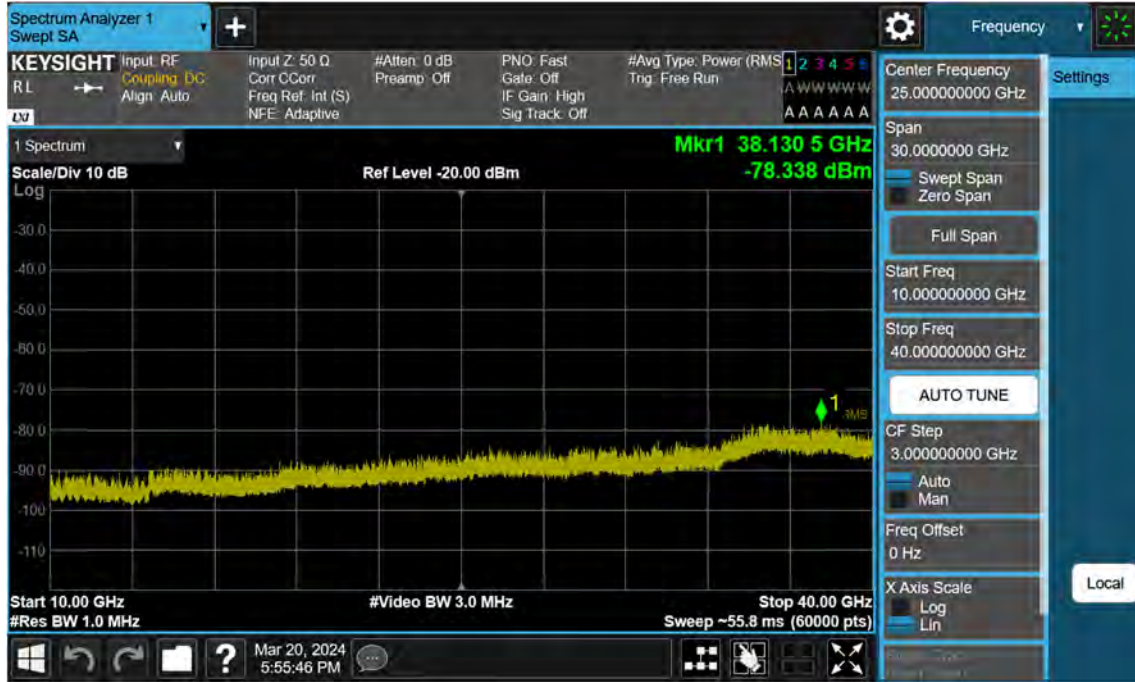 Spectrum Analyzer 1
Swept SA
Frequency
KEYSIGHT
RL
LXI
Input: RF
Coupling: DC
Align: Auto
Input Z: 50 Ω
Corr CCorr
Freq Ref: Int (S)
NFE: Adaptive
#Atten: 0 dB
Preamp: Off
PNO: Fast
Gate: Off
IF Gain: High
Sig Track: Off
#Avg Type: Power (RMS
Trig: Free Run
1 2 3 4 5 6
A W W W W W
A A A A A A
1 Spectrum
Scale/Div 10 dB
Log
Ref Level -20.00 dBm
Mkr1 38.130 5 GHz
-78.338 dBm
-30.0
-40.0
-50.0
-60.0
-70.0
-80.0
-90.0
-100
-110
1
RMS
Start 10.00 GHz
#Res BW 1.0 MHz
#Video BW 3.0 MHz
Stop 40.00 GHz
Sweep ~55.8 ms (60000 pts)
?
Mar 20, 2024
5:55:46 PM
Center Frequency
25.000000000 GHz
Span
30.0000000 GHz
Swept Span
Zero Span
Full Span
Start Freq
10.000000000 GHz
Stop Freq
40.000000000 GHz
AUTO TUNE
CF Step
3.000000000 GHz
Auto
Man
Freq Offset
0 Hz
X Axis Scale
Log
Lin
Settings
Local